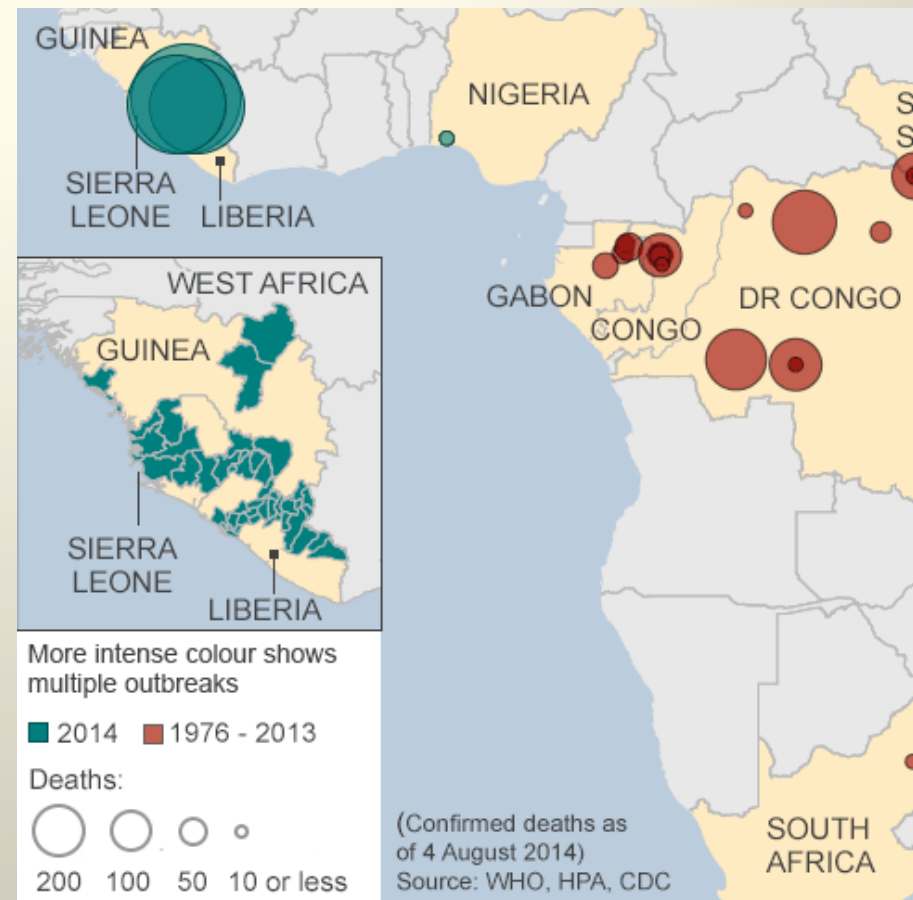 GUINEA
NIGERIA
S
S
SIERRA
LEONE
LIBERIA
GABON
CONGO
DR CONGO
WEST AFRICA
GUINEA
SIERRA
LEONE
LIBERIA
More intense colour shows
multiple outbreaks
2014 1976 - 2013
Deaths:
200 100 50 10 or less
(Confirmed deaths as
of 4 August 2014)
Source: WHO, HPA, CDC
SOUTH
AFRICA